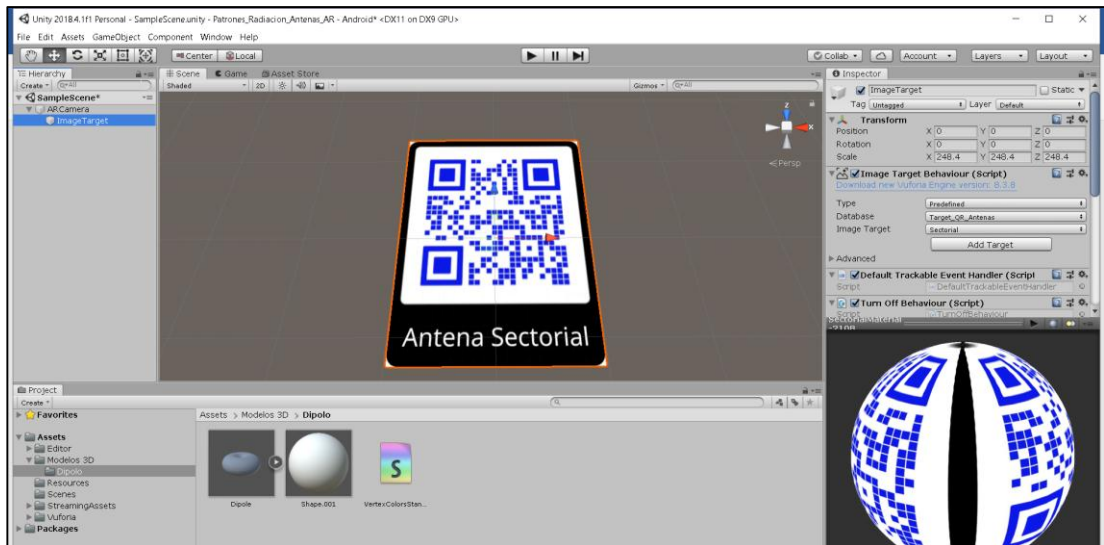 Unity 2018.4.1f1 Personal - SampleScene.unity - Patrones_Radiacion_Antenas_AR - Android* <DX11 on DX9 GPU>
File Edit Assets GameObject Component Window Help
Center Local Collab Account Layers Layout
Hierarchy
Create All
SampleScene*
ARCamera
ImageTarget
Scene Game Asset Store
Shaded 2D Gizmos All
z
x
Persp
Antena Sectorial
Inspector
ImageTarget Static
Tag Untagged Layer Default
Transform
Position X 0 Y 0 Z 0
Rotation X 0 Y 0 Z 0
Scale X 248.4 Y 248.4 Z 248.4
Image Target Behaviour (Script)
Download new Vuforia Engine version: 8.3.8
Type Predefined
Database Target_QR_Antenas
Image Target Sectorial
Add Target
Advanced
Default Trackable Event Handler (Script
Script DefaultTrackableEventHandler
Turn Off Behaviour (Script)
Script TurnOffBehaviour
SectorialMaterial
-2108
Project
Create
Favorites
Assets
Editor
Modelos 3D
Dipolo
Resources
Scenes
StreamingAssets
Vuforia
Packages
Assets > Modelos 3D > Dipolo
S
Dipole Shape.001 VertexColorsStan...